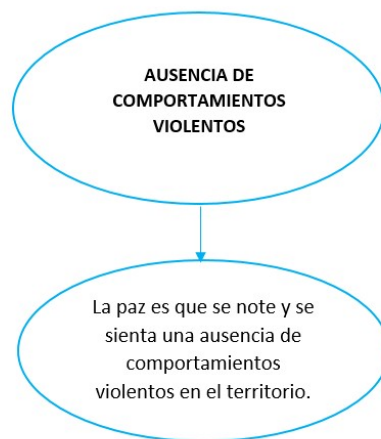 AUSENCIA DE
COMPORTAMIENTOS
VIOLENTOS
La paz es que se note y se
sienta una ausencia de
comportamientos
violentos en el territorio.